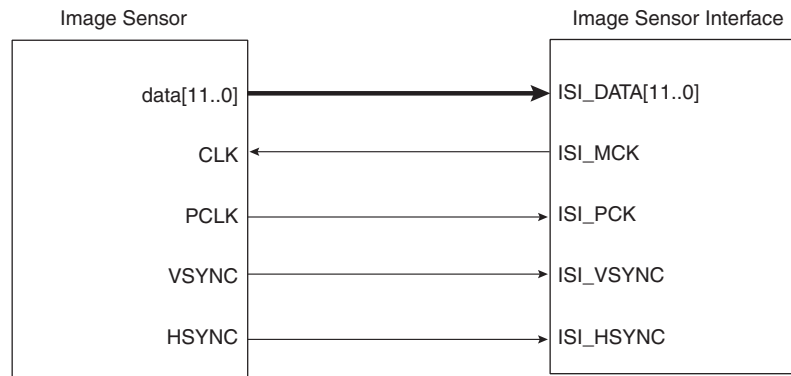 Image Sensor
Image Sensor Interface
data[11..0]
ISI_DATA[11..0]
CLK
ISI_MCK
PCLK
ISI_PCK
VSYNC
ISI_VSYNC
HSYNC
ISI_HSYNC